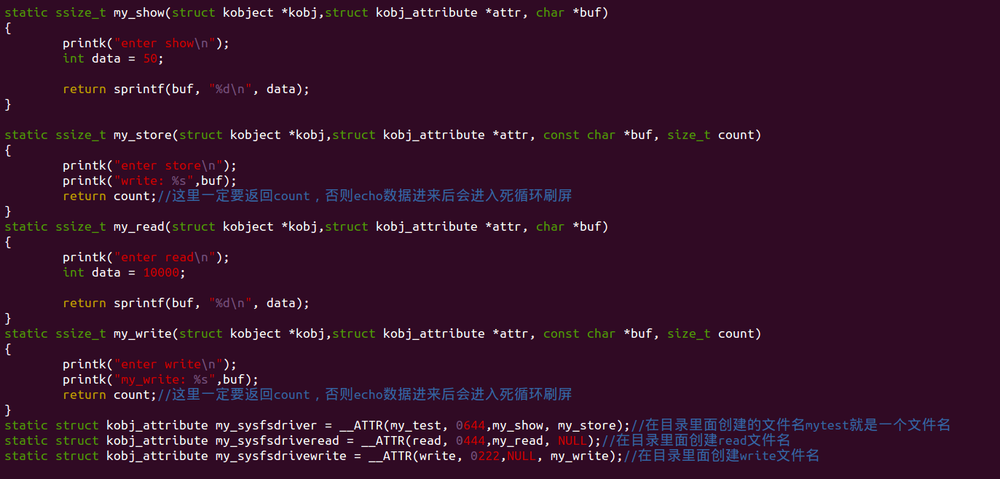 static ssize_t my_show(struct kobject *kobj,struct kobj_attribute *attr, char *buf)
{
        printk("enter show\n");
        int data = 50;

        return sprintf(buf, "%d\n", data);
}

static ssize_t my_store(struct kobject *kobj,struct kobj_attribute *attr, const char *buf, size_t count)
{
        printk("enter store\n");
        printk("write: %s",buf);
        return count;//这里一定要返回count，否则echo数据进来后会进入死循环刷屏
}
static ssize_t my_read(struct kobject *kobj,struct kobj_attribute *attr, char *buf)
{
        printk("enter read\n");
        int data = 10000;

        return sprintf(buf, "%d\n", data);
}
static ssize_t my_write(struct kobject *kobj,struct kobj_attribute *attr, const char *buf, size_t count)
{
        printk("enter write\n");
        printk("my_write: %s",buf);
        return count;//这里一定要返回count，否则echo数据进来后会进入死循环刷屏
}
static struct kobj_attribute my_sysfsdriver = __ATTR(my_test, 0644,my_show, my_store);//在目录里面创建的文件名mytest就是一个文件名
static struct kobj_attribute my_sysfsdriveread = __ATTR(read, 0444,my_read, NULL);//在目录里面创建read文件名
static struct kobj_attribute my_sysfsdrivewrite = __ATTR(write, 0222,NULL, my_write);//在目录里面创建write文件名